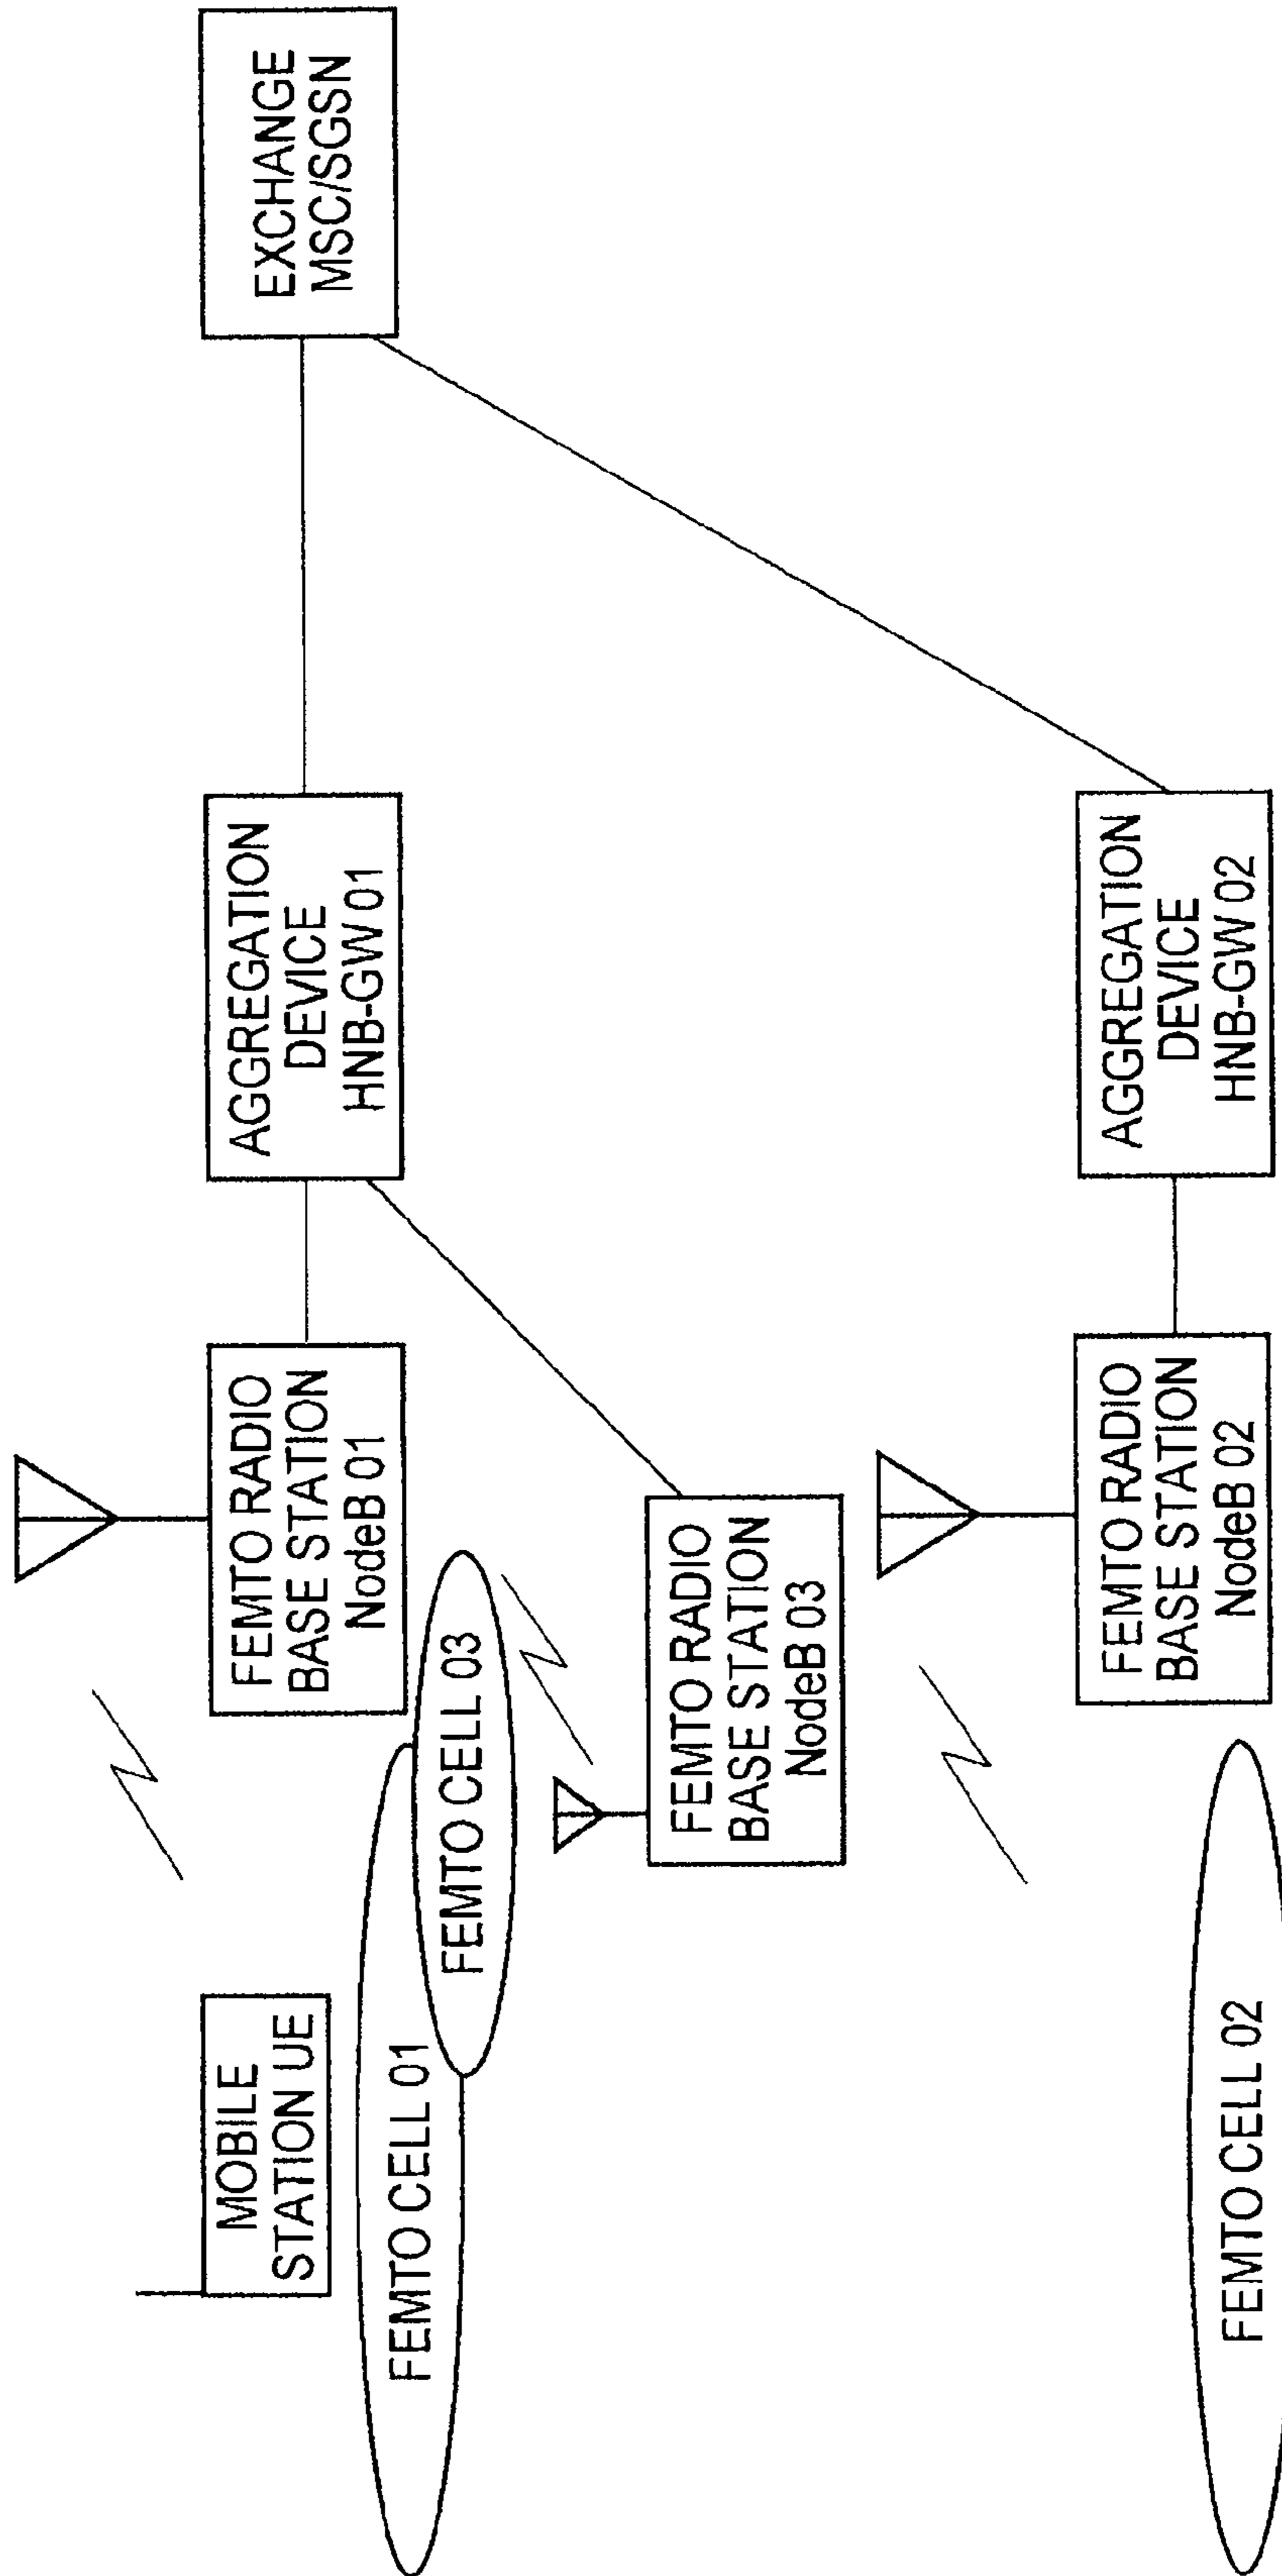 MOBILE
STATION UE
FEMTO CELL 01
FEMTO CELL 03
FEMTO RADIO
BASE STATION
NodeB 01
AGGREGATION
DEVICE
HNB-GW 01
EXCHANGE
MSC/SGSN
FEMTO RADIO
BASE STATION
NodeB 03
FEMTO CELL 02
FEMTO RADIO
BASE STATION
NodeB 02
AGGREGATION
DEVICE
HNB-GW 02